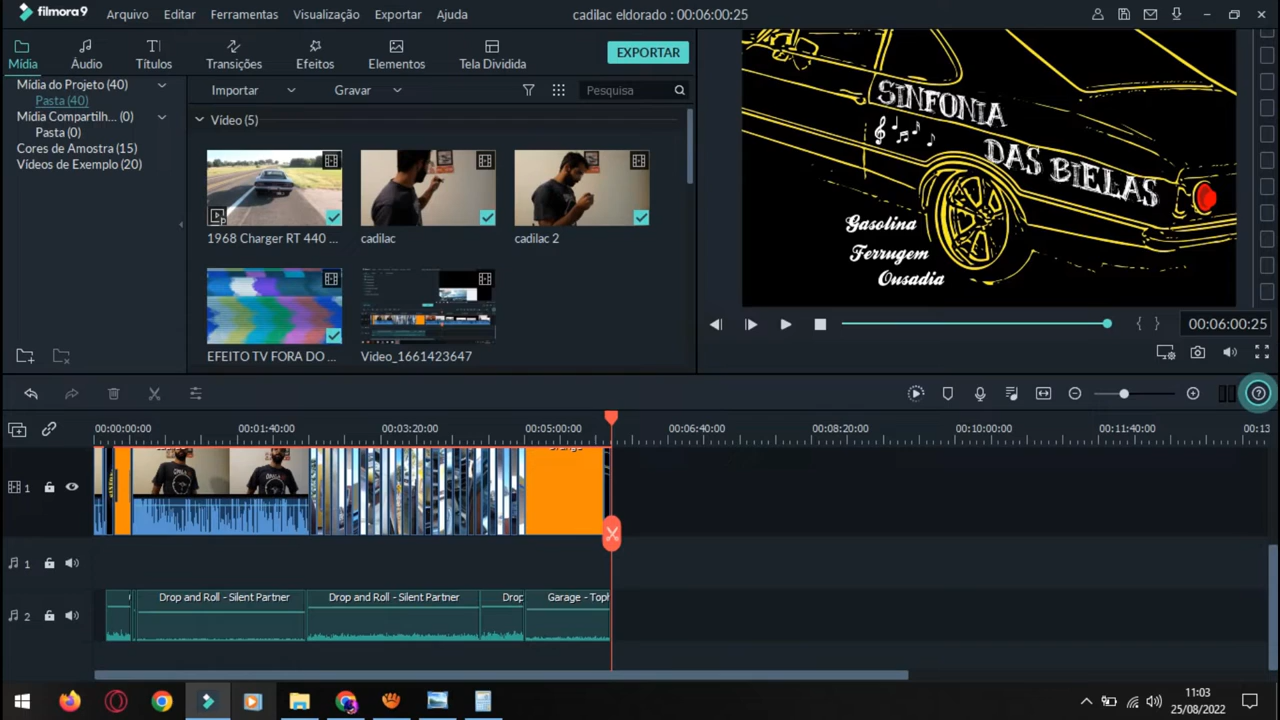 filmora9
Arquivo Editar Ferramentas Visualização Exportar Ajuda
cadilac eldorado : 00:06:00:25
Mídia
Áudio
Títulos
Transições
Efeitos
Elementos
Tela Dividida
EXPORTAR
Mídia do Projeto (40)
Pasta (40)
Mídia Compartilh... (0)
Pasta (0)
Cores de Amostra (15)
Vídeos de Exemplo (20)
Importar
Gravar
Pesquisa
Vídeo (5)
1968 Charger RT 440 ...
cadilac
cadilac 2
EFEITO TV FORA DO ...
Video_1661423647
SINFONIA
DAS BIELAS
Gasolina
Ferrugem
Ousadia
00:06:00:25
00:00:00:00
00:01:40:00
00:03:20:00
00:05:00:00
00:06:40:00
00:08:20:00
00:10:00:00
00:11:40:00
00:13
1
1
2
Drop and Roll - Silent Partner
Drop and Roll - Silent Partner
Drop
Garage - Toph
11:03
25/08/2022